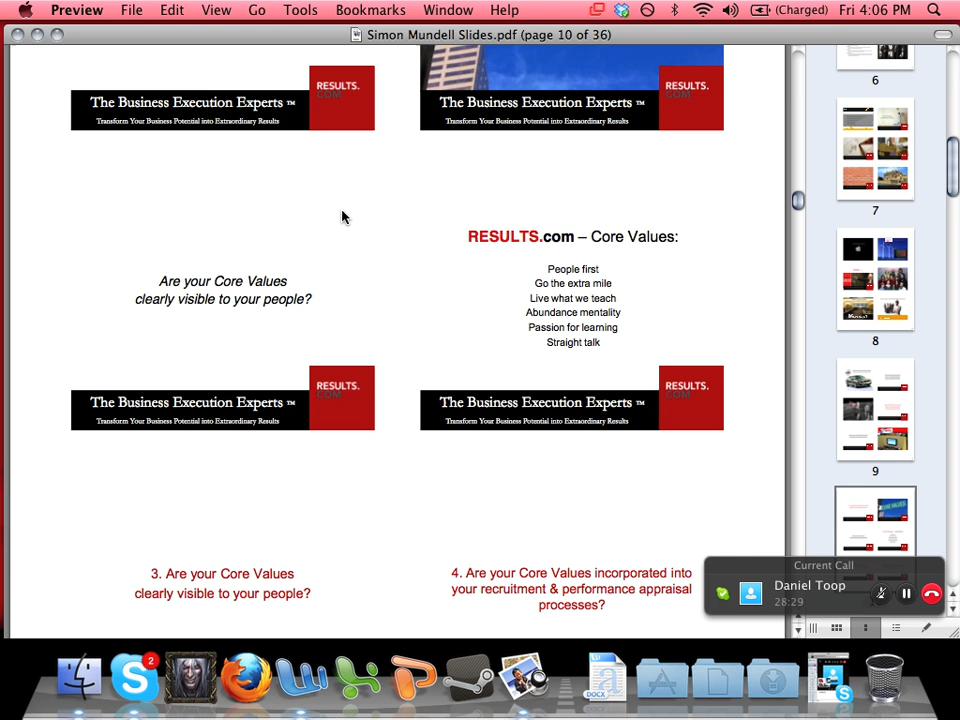 Preview File Edit View Go Tools Bookmarks Window Help (Charged) Fri 4:06 PM
Simon Mundell Slides.pdf (page 10 of 36)
RESULTS.
COM
The Business Execution Experts ™
Transform Your Business Potential into Extraordinary Results
RESULTS.
COM
The Business Execution Experts ™
Transform Your Business Potential into Extraordinary Results
Are your Core Values
clearly visible to your people?
RESULTS.com – Core Values:
People first
Go the extra mile
Live what we teach
Abundance mentality
Passion for learning
Straight talk
RESULTS.
COM
The Business Execution Experts ™
Transform Your Business Potential into Extraordinary Results
RESULTS.
COM
The Business Execution Experts ™
Transform Your Business Potential into Extraordinary Results
3. Are your Core Values
clearly visible to your people?
4. Are your Core Values incorporated into
your recruitment & performance appraisal
processes?
6
7
8
9
Current Call
Daniel Toop
28:29
2
DOCX